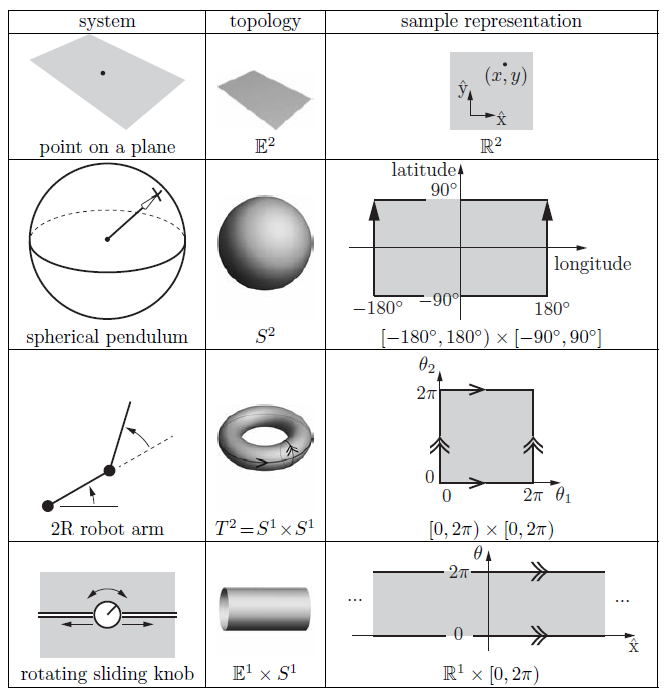 system topology sample representation
(x, y)
ŷ
x̂
point on a plane 𝔼² ℝ²
latitude
90°
longitude
−180° −90° 180°
spherical pendulum S² [−180°, 180°) × [−90°, 90°]
θ₂
2π
0
0 2π θ₁
2R robot arm T² = S¹ × S¹ [0, 2π) × [0, 2π)
θ
2π
... ...
0
x̂
rotating sliding knob 𝔼¹ × S¹ ℝ¹ × [0, 2π)